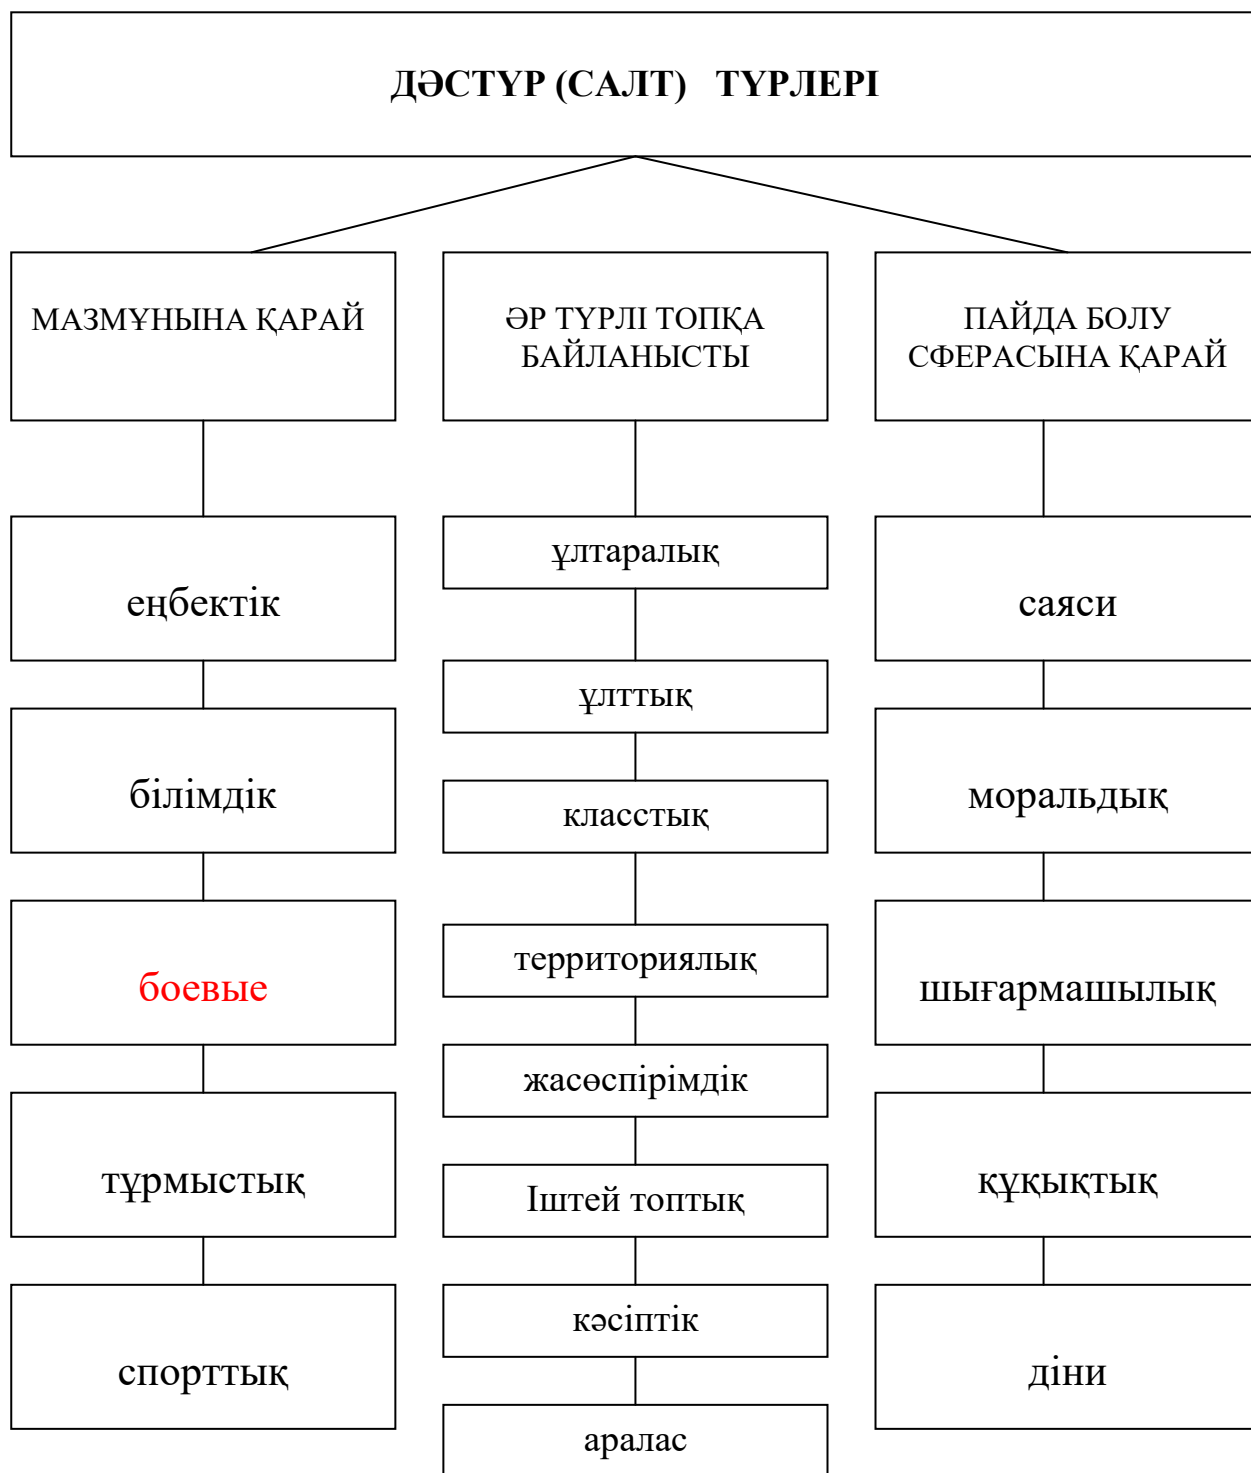 ДӘСТҮР (САЛТ)   ТҮРЛЕРІ
МАЗМҰНЫНА ҚАРАЙ
еңбектік
білімдік
боевые
тұрмыстық
спорттық
ӘР ТҮРЛІ ТОПҚА
БАЙЛАНЫСТЫ
ұлтаралық
ұлттық
класстық
территориялық
жасөспірімдік
Іштей топтық
кәсіптік
аралас
ПАЙДА БОЛУ
СФЕРАСЫНА ҚАРАЙ
саяси
моральдық
шығармашылық
құқықтық
діни